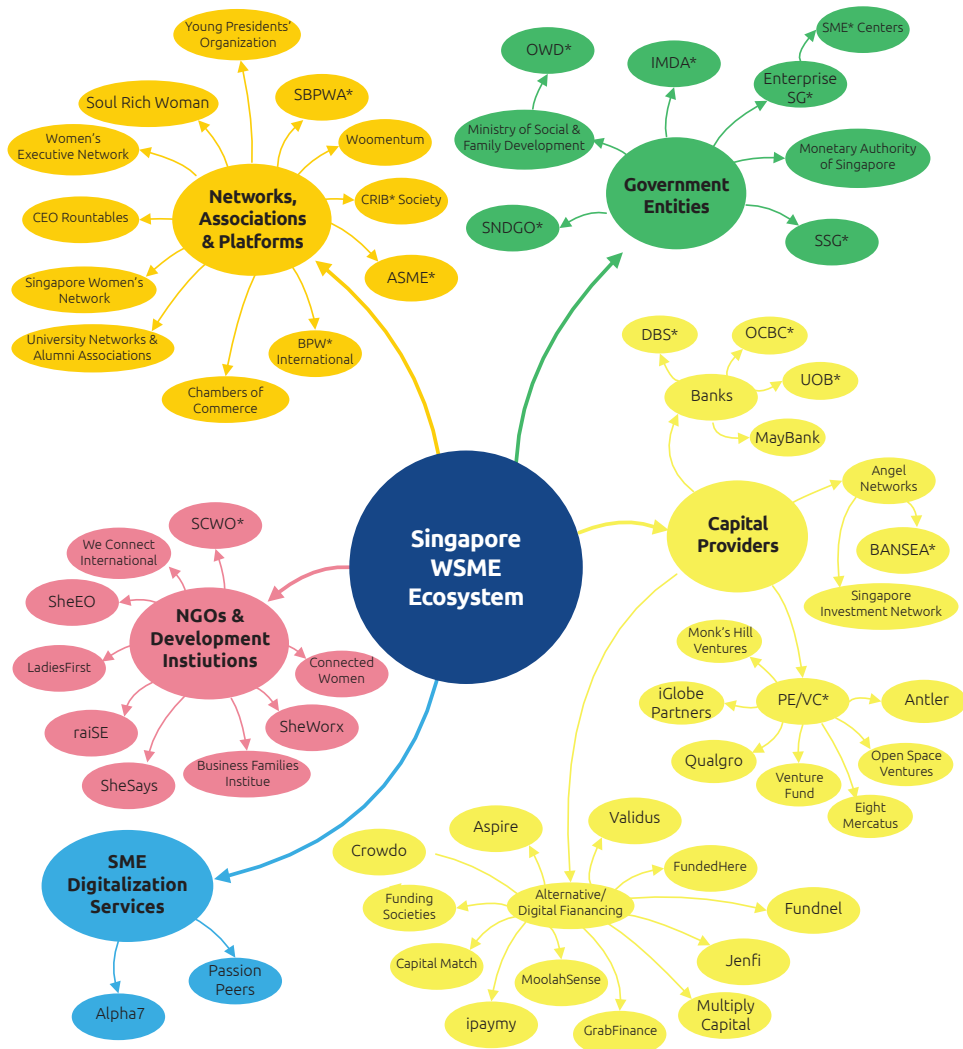 Young Presidents'
Organization
SBPWA*
Soul Rich Woman
Woomentum
Women's
Executive Network
CRIB* Society
CEO Rountables
Networks,
Associations
& Platforms
ASME*
Singapore Women's
Network
University Networks &
Alumni Associations
BPW*
International
Chambers of
Commerce
SME* Centers
OWD*
IMDA*
Enterprise
SG*
Ministry of Social &
Family Development
Monetary Authority
of Singapore
Government
Entities
SNDGO*
SSG*
DBS*
OCBC*
Banks
UOB*
MayBank
Angel
Networks
Capital
Providers
BANSEA*
Singapore
Investment Network
Singapore
WSME
Ecosystem
SCWO*
We Connect
International
SheEO
NGOs &
Development
Instiutions
LadiesFirst
Connected
Women
raiSE
SheWorx
SheSays
Business Families
Institue
Monk's Hill
Ventures
iGlobe
Partners
PE/VC*
Antler
Qualgro
Venture
Fund
Open Space
Ventures
Eight
Mercatus
SME
Digitalization
Services
Passion
Peers
Alpha7
Crowdo
Aspire
Validus
FundedHere
Funding
Societies
Alternative/
Digital Fianancing
Fundnel
Capital Match
MoolahSense
Jenfi
ipaymy
GrabFinance
Multiply
Capital